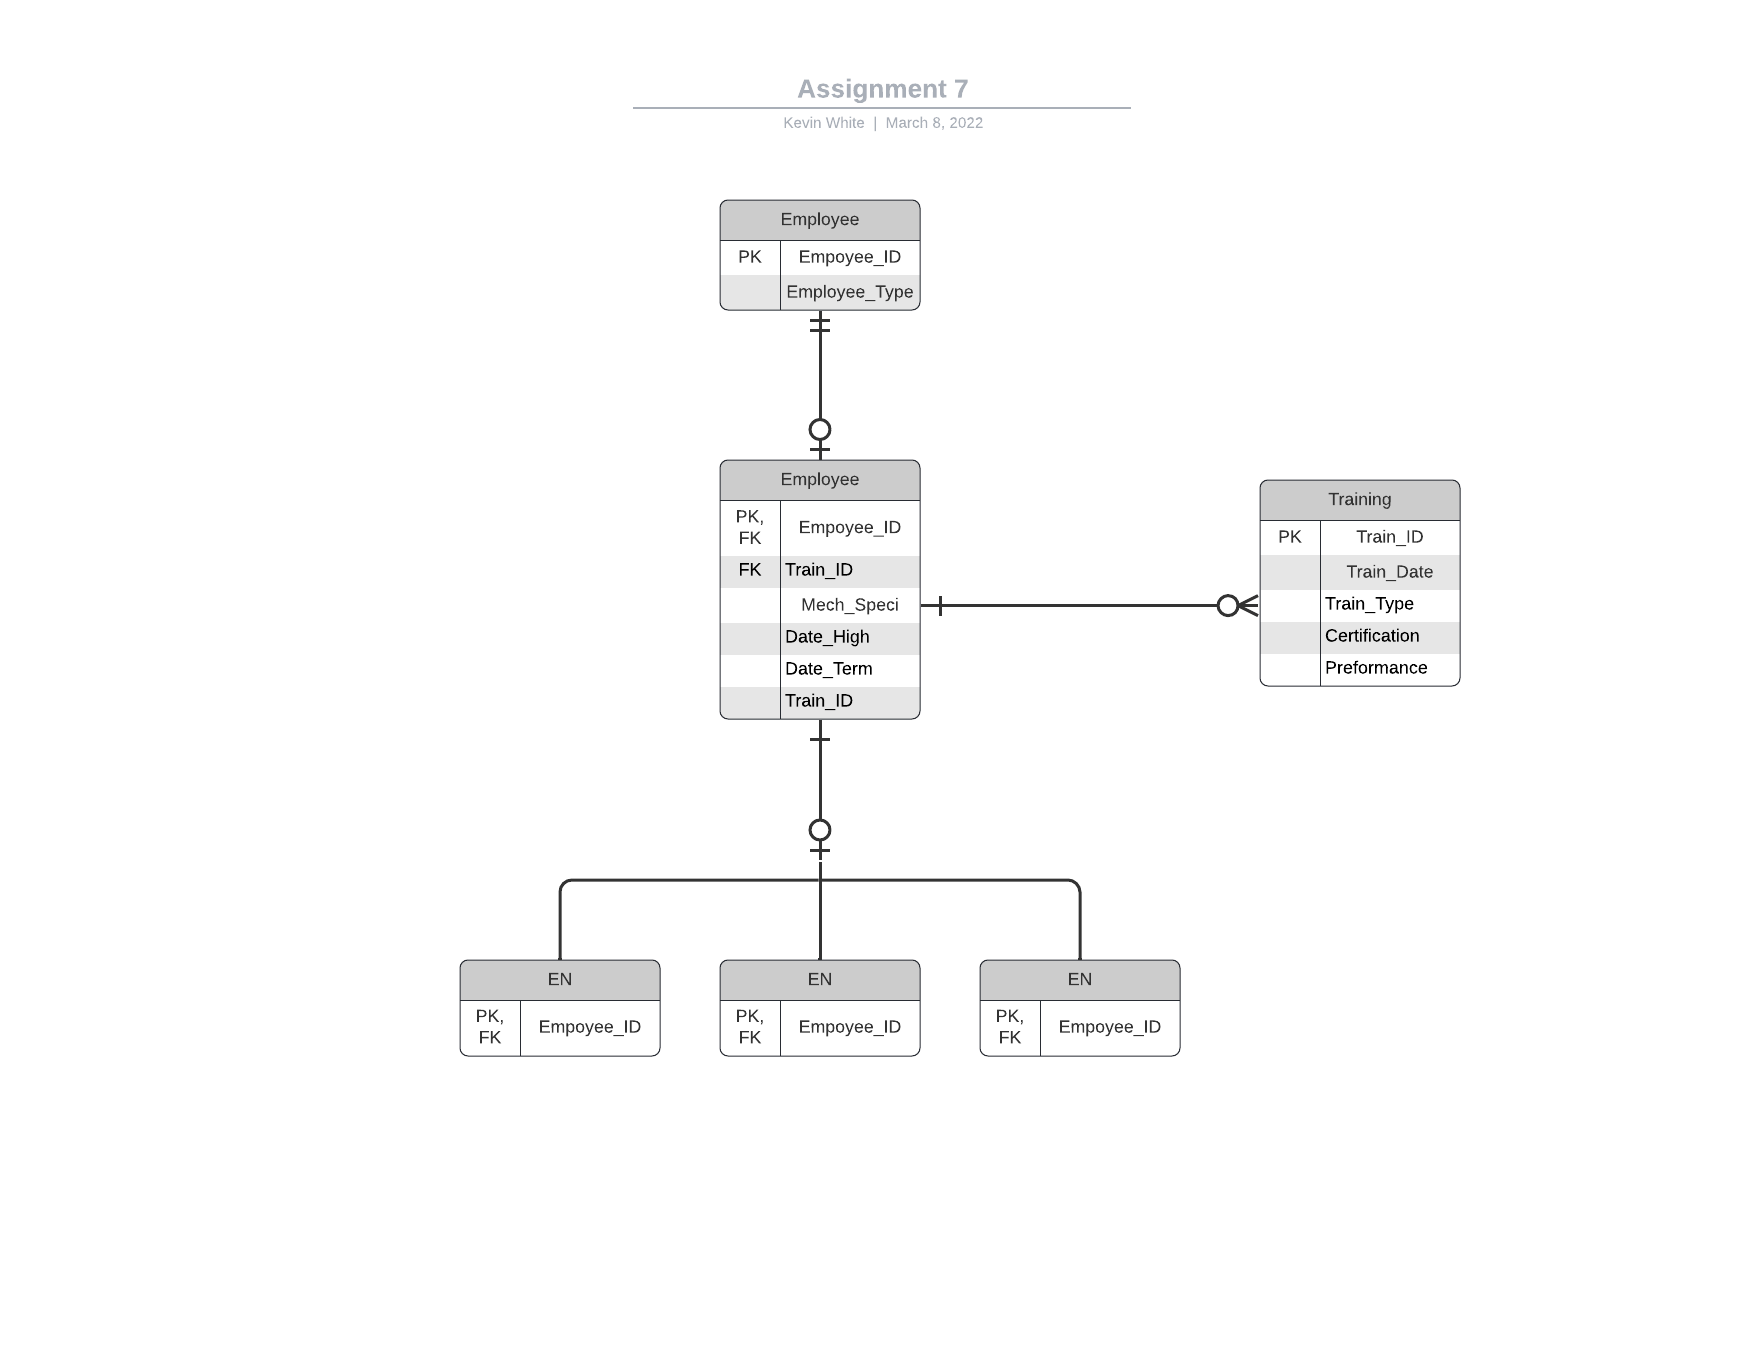 Assignment 7
Kevin White | March 8, 2022
Employee
PK Empoyee_ID
Employee_Type
Employee
PK,
FK
Empoyee_ID
FK Train_ID
Mech_Speci
Date_High
Date_Term
Train_ID
Training
PK Train_ID
Train_Date
Train_Type
Certification
Preformance
EN
PK,
FK
Empoyee_ID
EN
PK,
FK
Empoyee_ID
EN
PK,
FK
Empoyee_ID